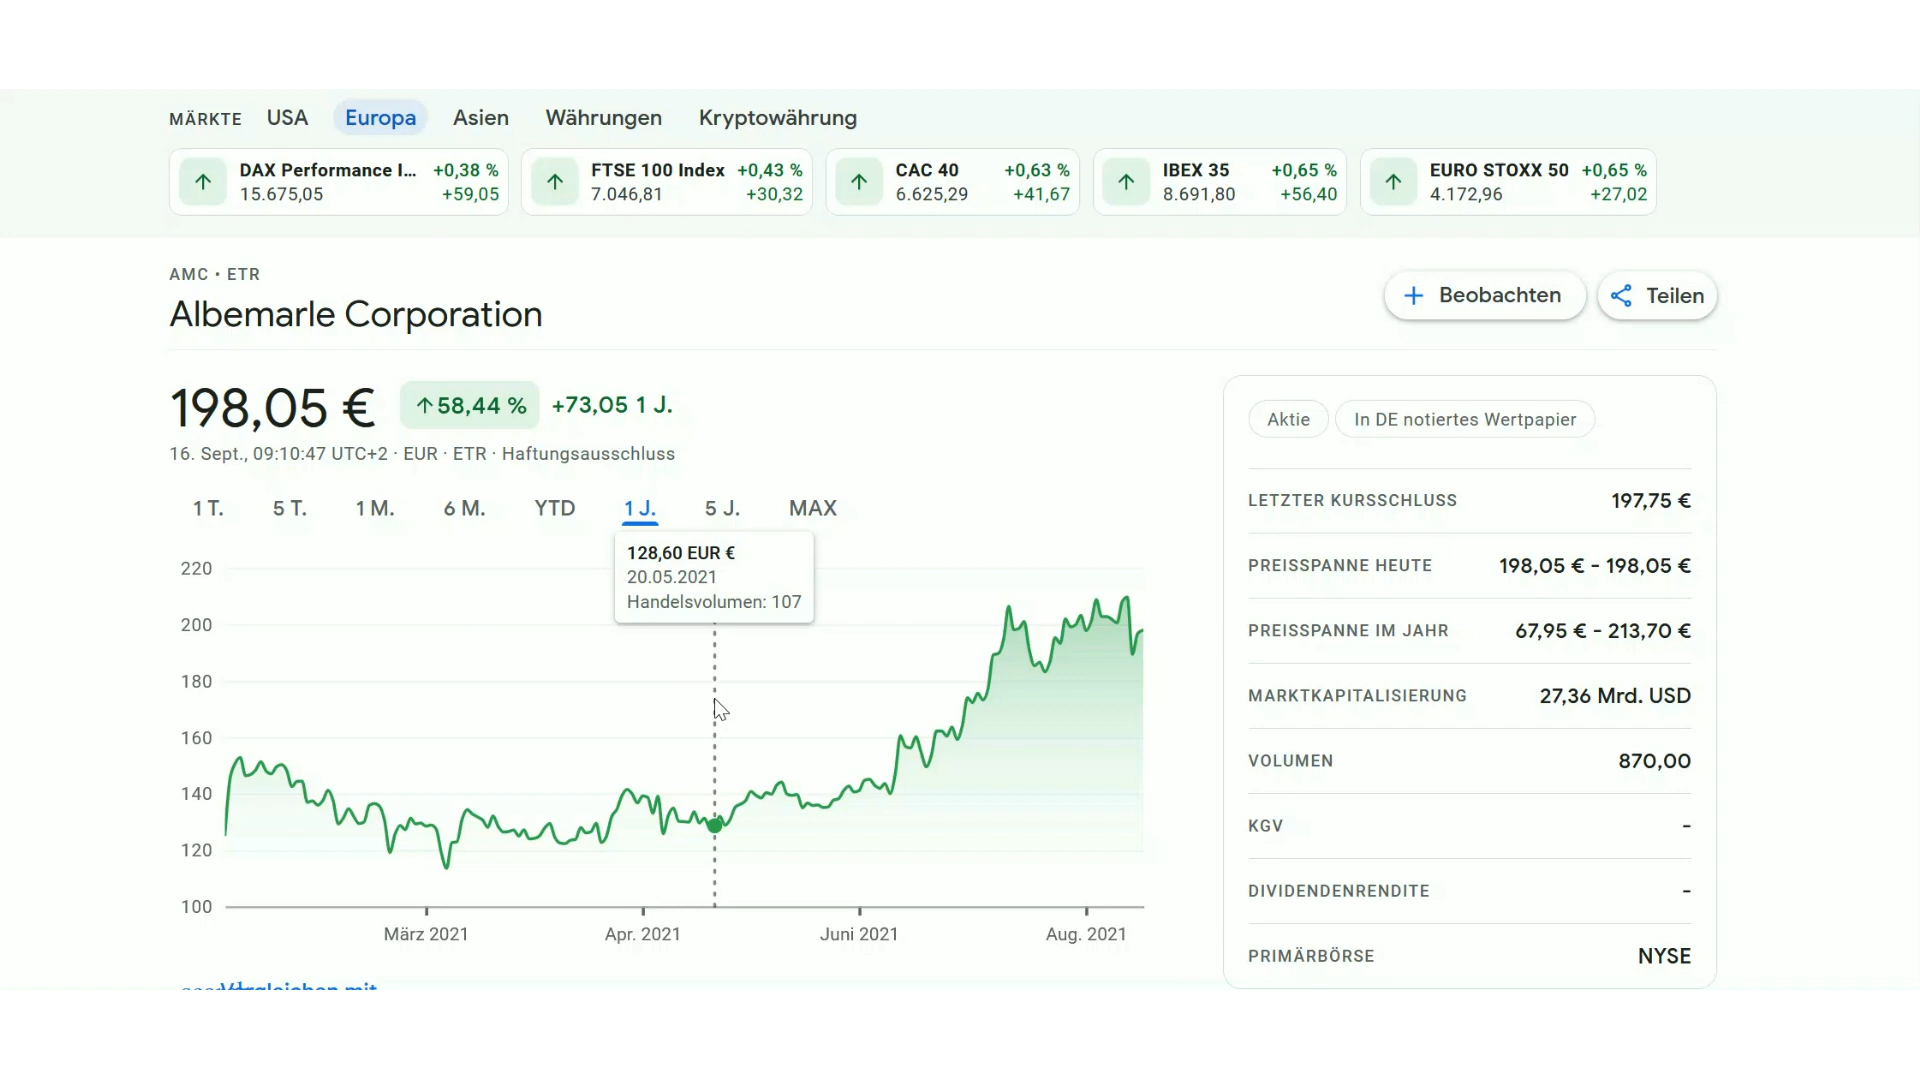 MÄRKTE USA Europa Asien Währungen Kryptowährung
DAX Performance I... +0,38 %
15.675,05 +59,05
FTSE 100 Index +0,43 %
7.046,81 +30,32
CAC 40 +0,63 %
6.625,29 +41,67
IBEX 35 +0,65 %
8.691,80 +56,40
EURO STOXX 50 +0,65 %
4.172,96 +27,02
AMC • ETR
Albemarle Corporation
Beobachten
Teilen
198,05 € 58,44 % +73,05 1 J.
16. Sept., 09:10:47 UTC+2 · EUR · ETR · Haftungsausschluss
1 T. 5 T. 1 M. 6 M. YTD 1 J. 5 J. MAX
128,60 EUR €
20.05.2021
Handelsvolumen: 107
220
200
180
160
140
120
100
März 2021 Apr. 2021 Juni 2021 Aug. 2021
Vergleichen mit
Aktie In DE notiertes Wertpapier
LETZTER KURSSCHLUSS 197,75 €
PREISSPANNE HEUTE 198,05 € - 198,05 €
PREISSPANNE IM JAHR 67,95 € - 213,70 €
MARKTKAPITALISIERUNG 27,36 Mrd. USD
VOLUMEN 870,00
KGV -
DIVIDENDENRENDITE -
PRIMÄRBÖRSE NYSE